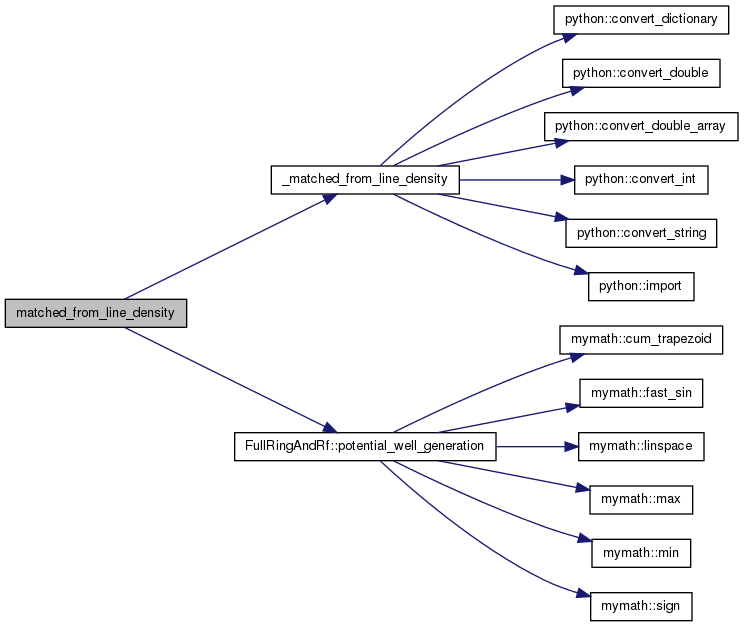 python::convert_dictionary
python::convert_double
python::convert_double_array
_matched_from_line_density
python::convert_int
python::convert_string
python::import
matched_from_line_density
mymath::cum_trapezoid
mymath::fast_sin
FullRingAndRf::potential_well_generation
mymath::linspace
mymath::max
mymath::min
mymath::sign